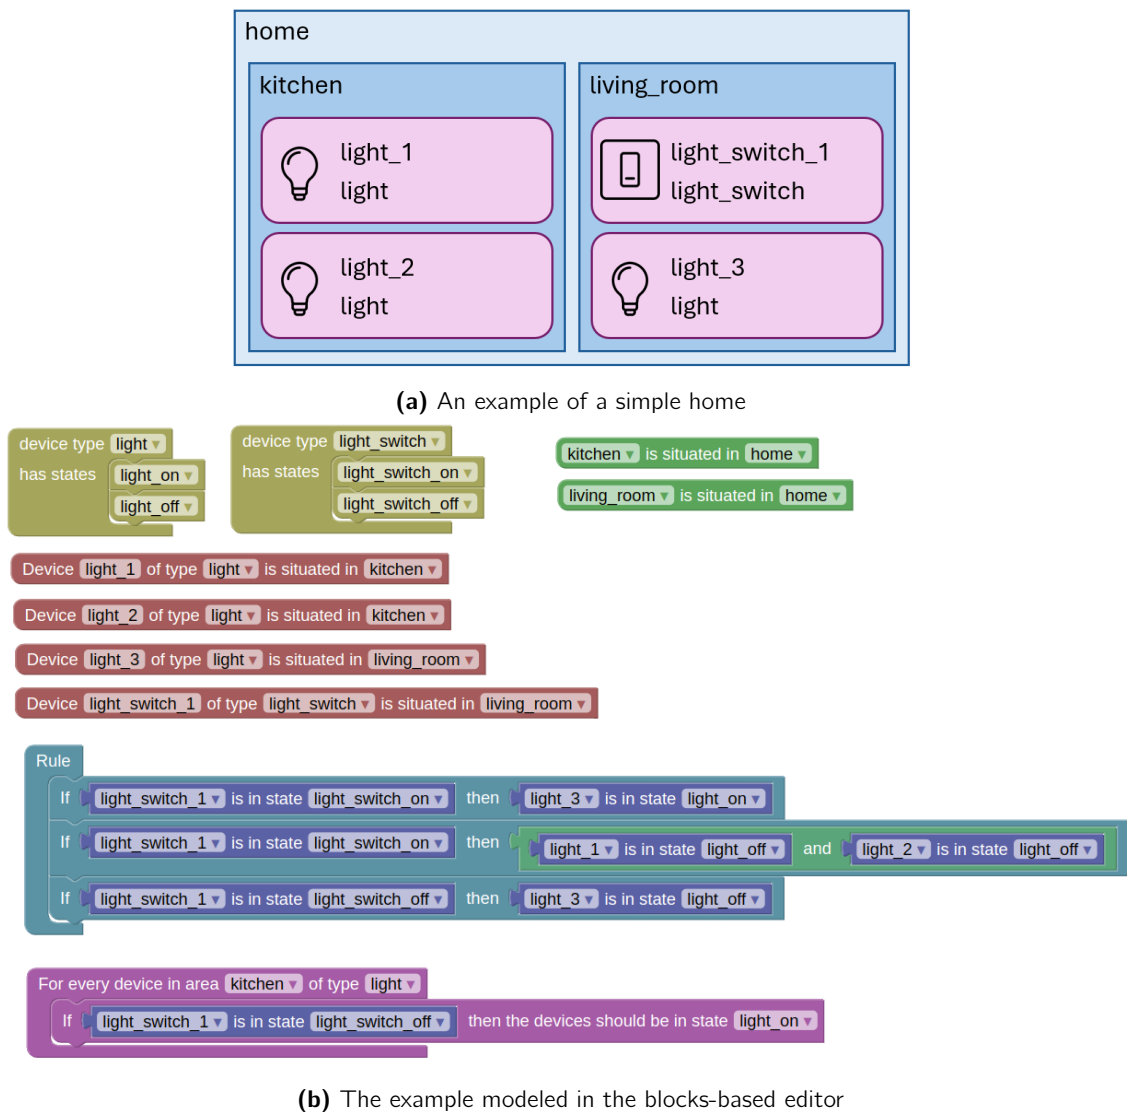 home
kitchen
living_room
light_1
light
light_switch_1
light_switch
light_2
light
light_3
light
(a) An example of a simple home
device type light
has states light_on
light_off
device type light_switch
has states light_switch_on
light_switch_off
kitchen is situated in home
living_room is situated in home
Device light_1 of type light is situated in kitchen
Device light_2 of type light is situated in kitchen
Device light_3 of type light is situated in living_room
Device light_switch_1 of type light_switch is situated in living_room
Rule
If light_switch_1 is in state light_switch_on then light_3 is in state light_on
If light_switch_1 is in state light_switch_on then light_1 is in state light_off and light_2 is in state light_off
If light_switch_1 is in state light_switch_off then light_3 is in state light_off
For every device in area kitchen of type light
If light_switch_1 is in state light_switch_off then the devices should be in state light_on
(b) The example modeled in the blocks-based editor